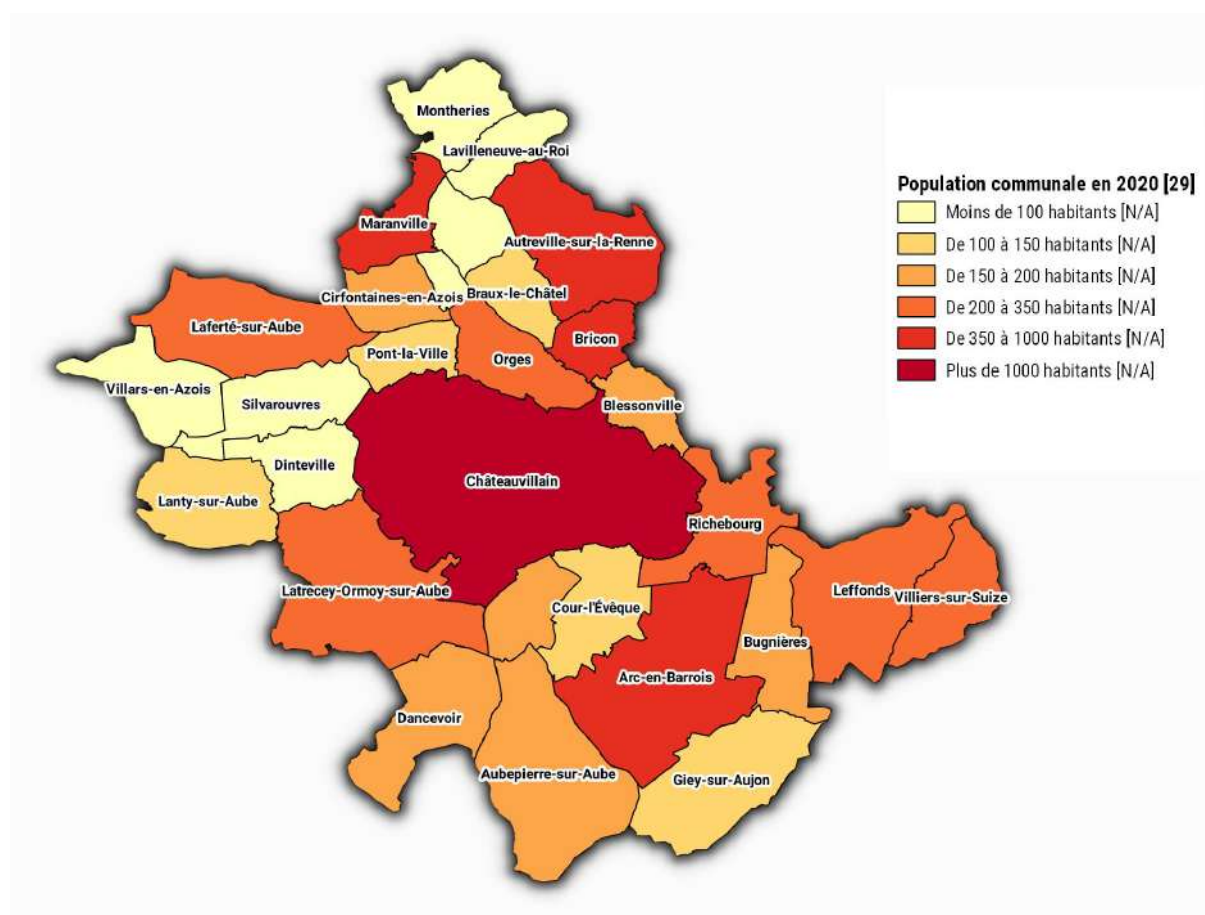 Montheries
Lavilleneuve-au-Roi
Maranville
Autreville-sur-la-Renne
Cirfontaines-en-Azois
Braux-le-Châtel
Laferté-sur-Aube
Bricon
Pont-la-Ville
Orges
Villars-en-Azois
Silvarouvres
Blessonville
Dinteville
Châteauvillain
Lanty-sur-Aube
Richebourg
Latrecey-Ormoy-sur-Aube
Leffonds
Villiers-sur-Suize
Cour-l'Évèque
Bugnières
Arc-en-Barrois
Dancevoir
Aubepierre-sur-Aube
Giey-sur-Aujon
Population communale en 2020 [29]
Moins de 100 habitants [N/A]
De 100 à 150 habitants [N/A]
De 150 à 200 habitants [N/A]
De 200 à 350 habitants [N/A]
De 350 à 1000 habitants [N/A]
Plus de 1000 habitants [N/A]